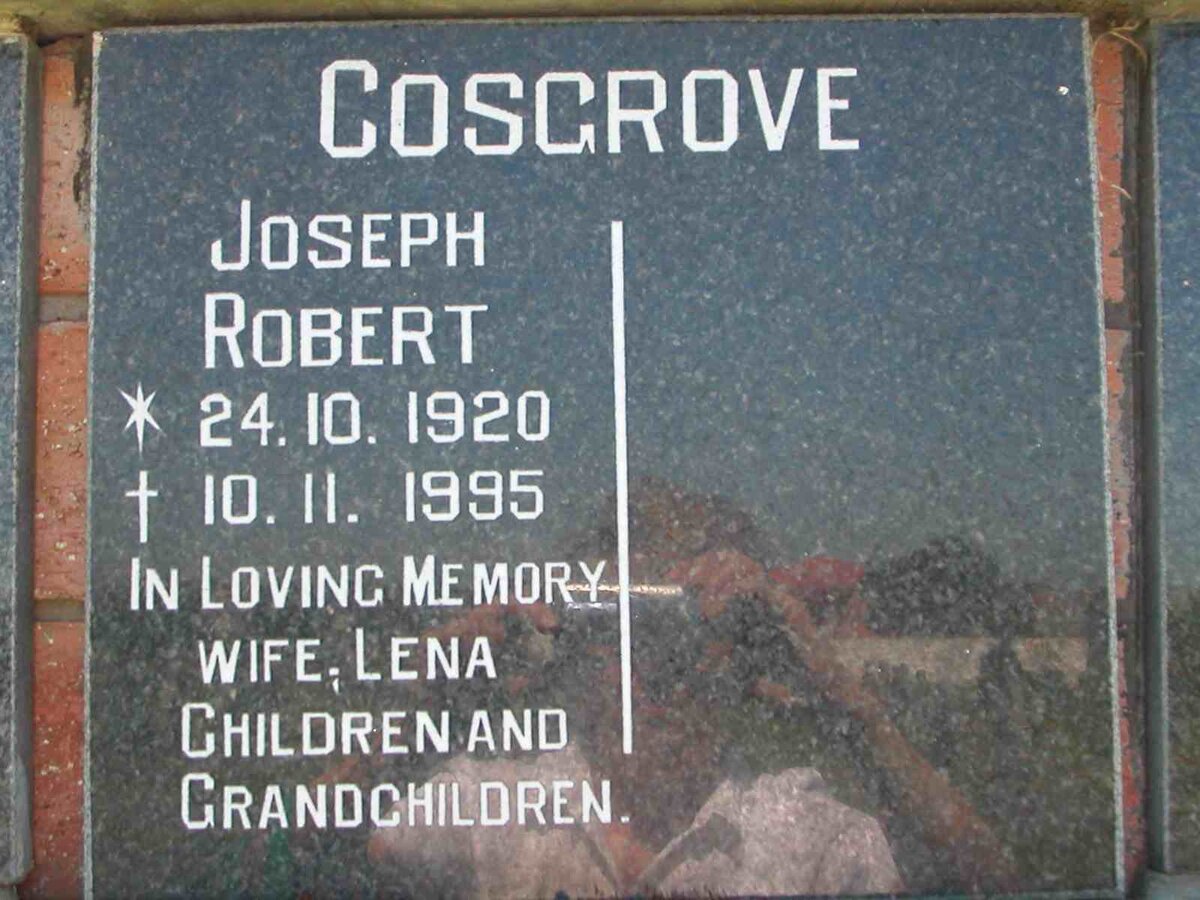 COSGROVE
JOSEPH
ROBERT
* 24.10.1920
† 10.11.1995
IN LOVING MEMORY
WIFE; LENA
CHILDREN AND
GRANDCHILDREN.